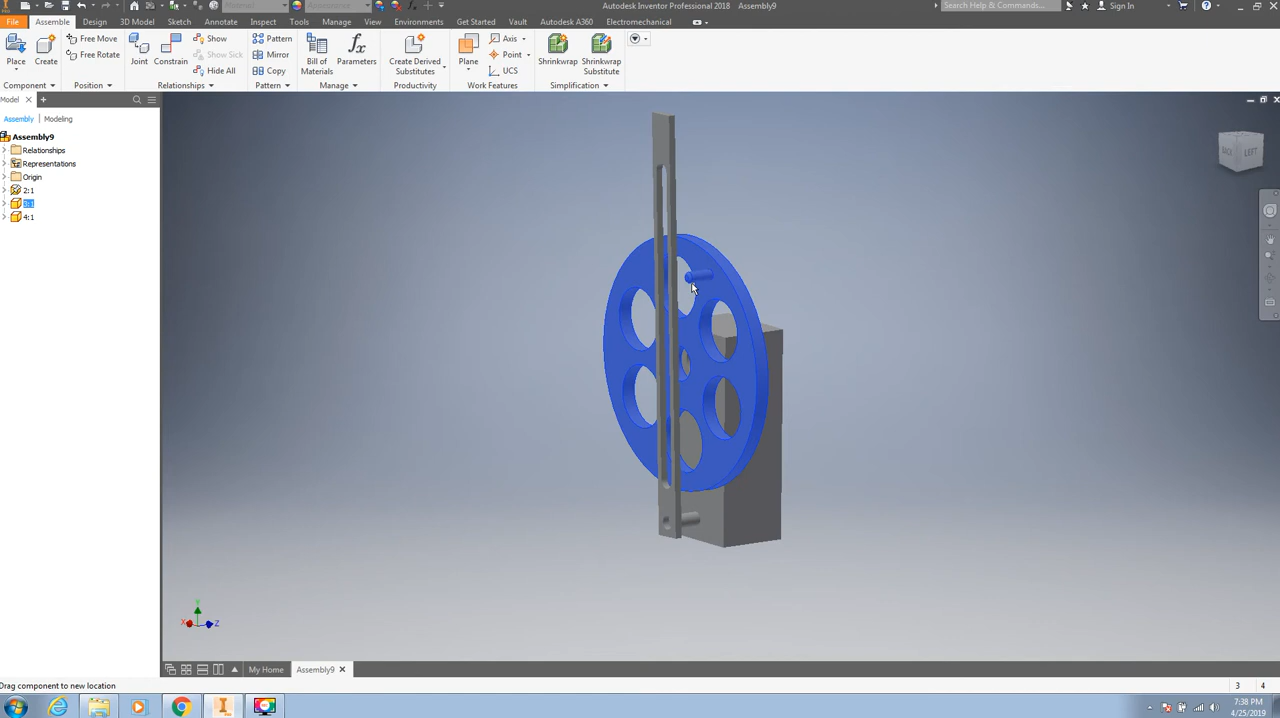 Autodesk Inventor Professional 2018 Assembly9
Search Help & Commands...
Sign In
File Assemble Design 3D Model Sketch Annotate Inspect Tools Manage View Environments Get Started Vault Autodesk A360 Electromechanical
Place Create Free Move Free Rotate Joint Constrain Show Show Sick Hide All Pattern Mirror Copy Bill of Materials Parameters Create Derived Substitutes Plane Axis Point UCS Shrinkwrap Shrinkwrap Substitute
Component Position Relationships Pattern Manage Productivity Work Features Simplification
Model
Assembly Modeling
Assembly9
Relationships
Representations
Origin
2:1
3:1
4:1
LEFT
Y
X
Z
My Home Assembly9
Drag component to new location
3 4
7:38 PM
4/25/2019